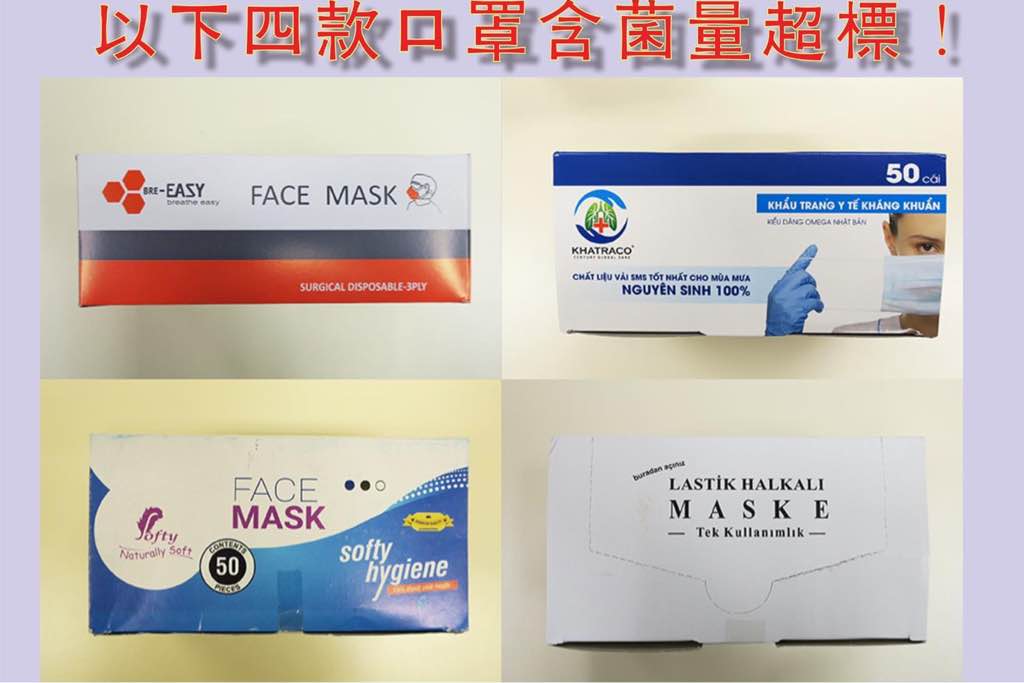 以下四款口罩含菌量超標！
BRE-EASY
breathe easy
FACE MASK
SURGICAL DISPOSABLE-3PLY
50 cái
KHẨU TRANG Y TẾ KHÁNG KHUẨN
KIỂU DÁNG OMEGA NHẬT BẢN
KHATRACO
CENTURY GLOBAL CARE
CHẤT LIỆU VẢI SMS TỐT NHẤT CHO MÙA MƯA
NGUYÊN SINH 100%
FACE
MASK
Softy
Naturally Soft
CONTENTS
50
PIECES
softy
hygiene
buradan açınız
LASTİK HALKALI
MASKE
Tek Kullanımlık